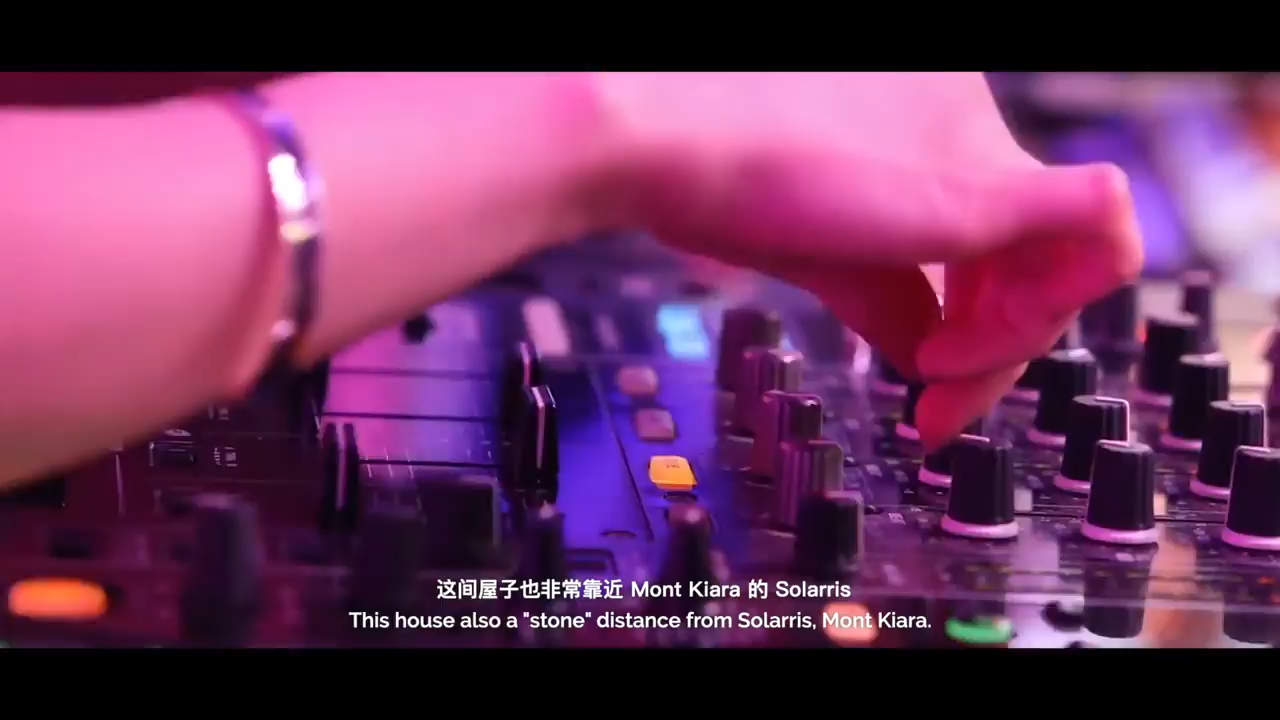 这间屋子也非常靠近 Mont Kiara 的 Solarris
This house also a "stone" distance from Solarris, Mont Kiara.